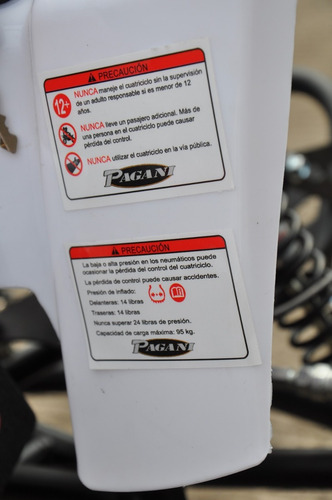 PRECAUCIÓN
12+
NUNCA maneje el cuatriciclo sin la supervisión
de un adulto responsable si es menor de 12
años.
NUNCA lleve un pasajero adicional. Más de
una persona en el cuatriciclo puede causar
pérdida del control.
NUNCA utilizar el cuatriciclo en la vía pública.
PAGANI
PRECAUCIÓN
La baja o alta presión en los neumáticos puede
ocasionar la pérdida del control del cuatriciclo.
La pérdida de control puede causar accidentes.
Presión de inflado:
Delanteras: 14 libras
Traseras: 14 libras
Nunca superar 24 libras de presión.
Capacidad de carga máxima: 95 kg.
PAGANI